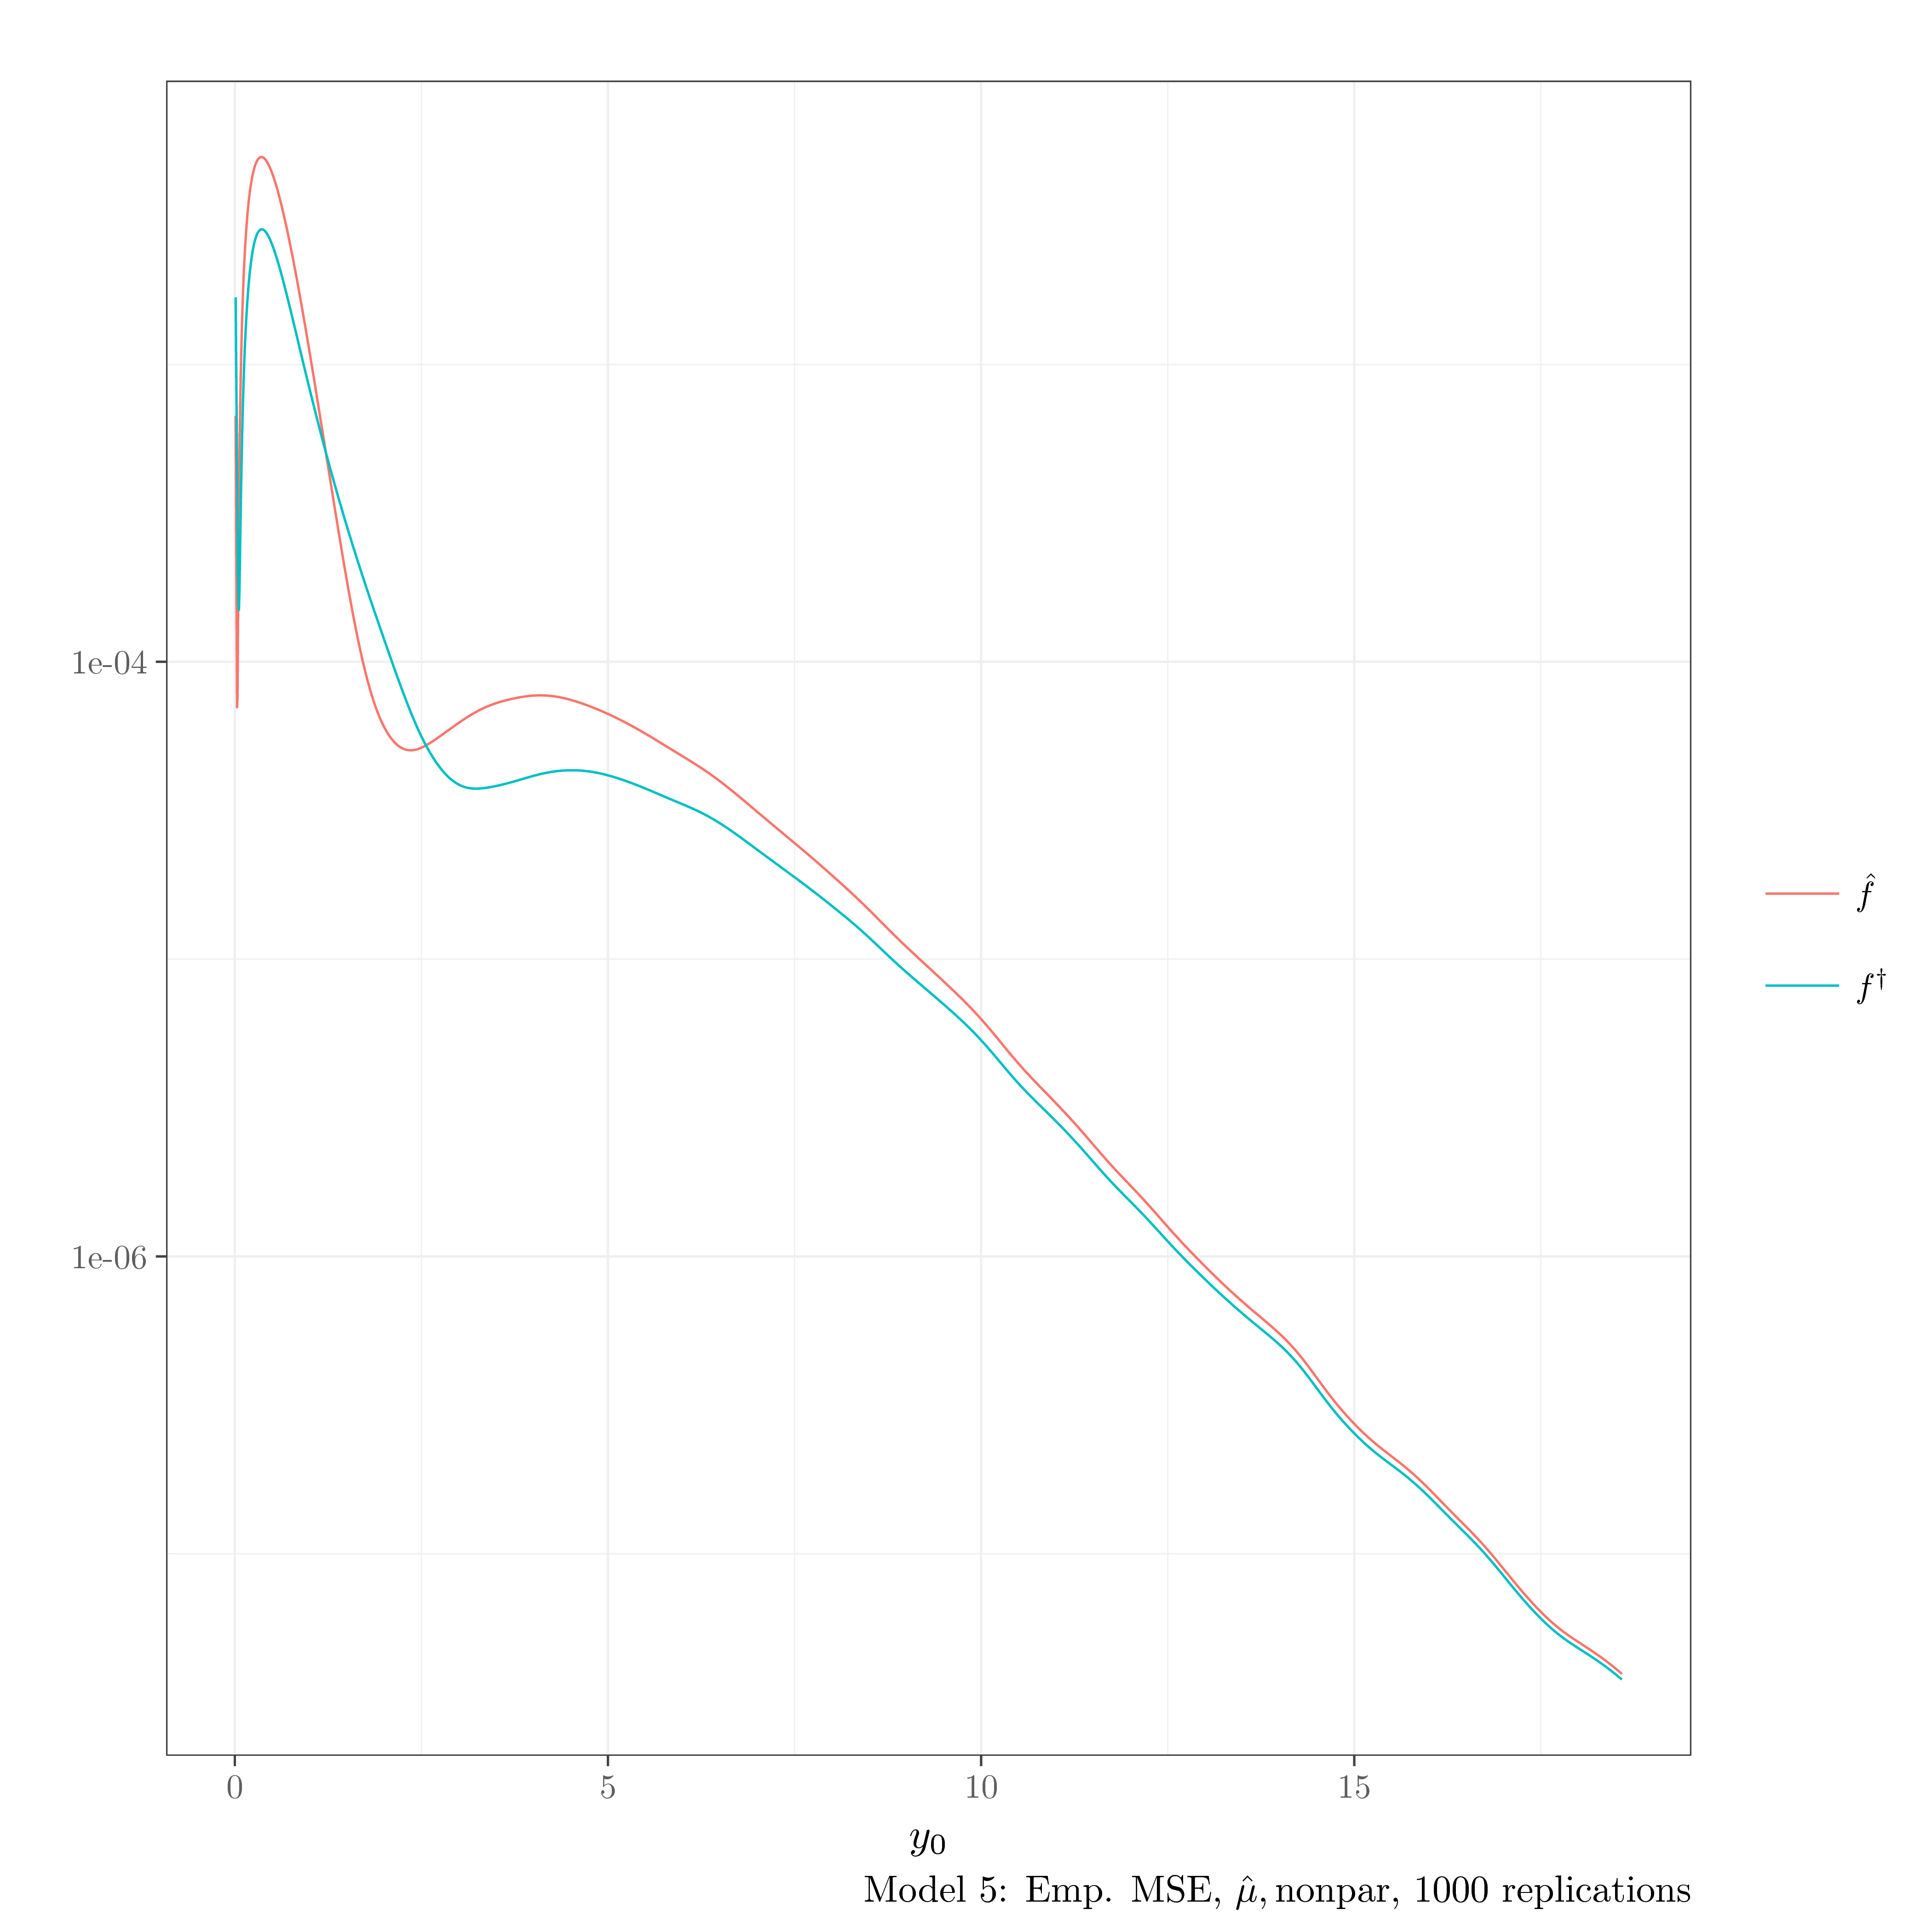 1e-04
1e-06
0 5 10 15
y₀
Model 5: Emp. MSE, μ̂, nonpar, 1000 replications
f̂
f†